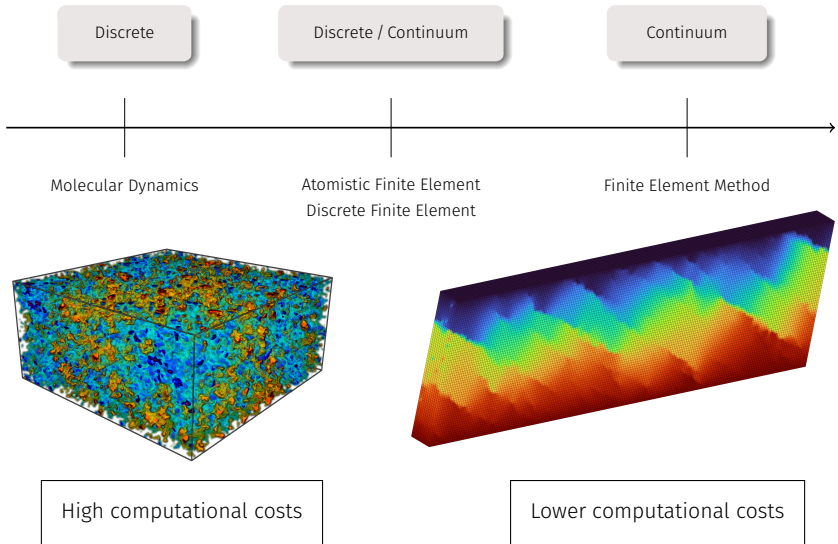 Discrete
Discrete / Continuum
Continuum
Molecular Dynamics
Atomistic Finite Element
Discrete Finite Element
Finite Element Method
High computational costs
Lower computational costs